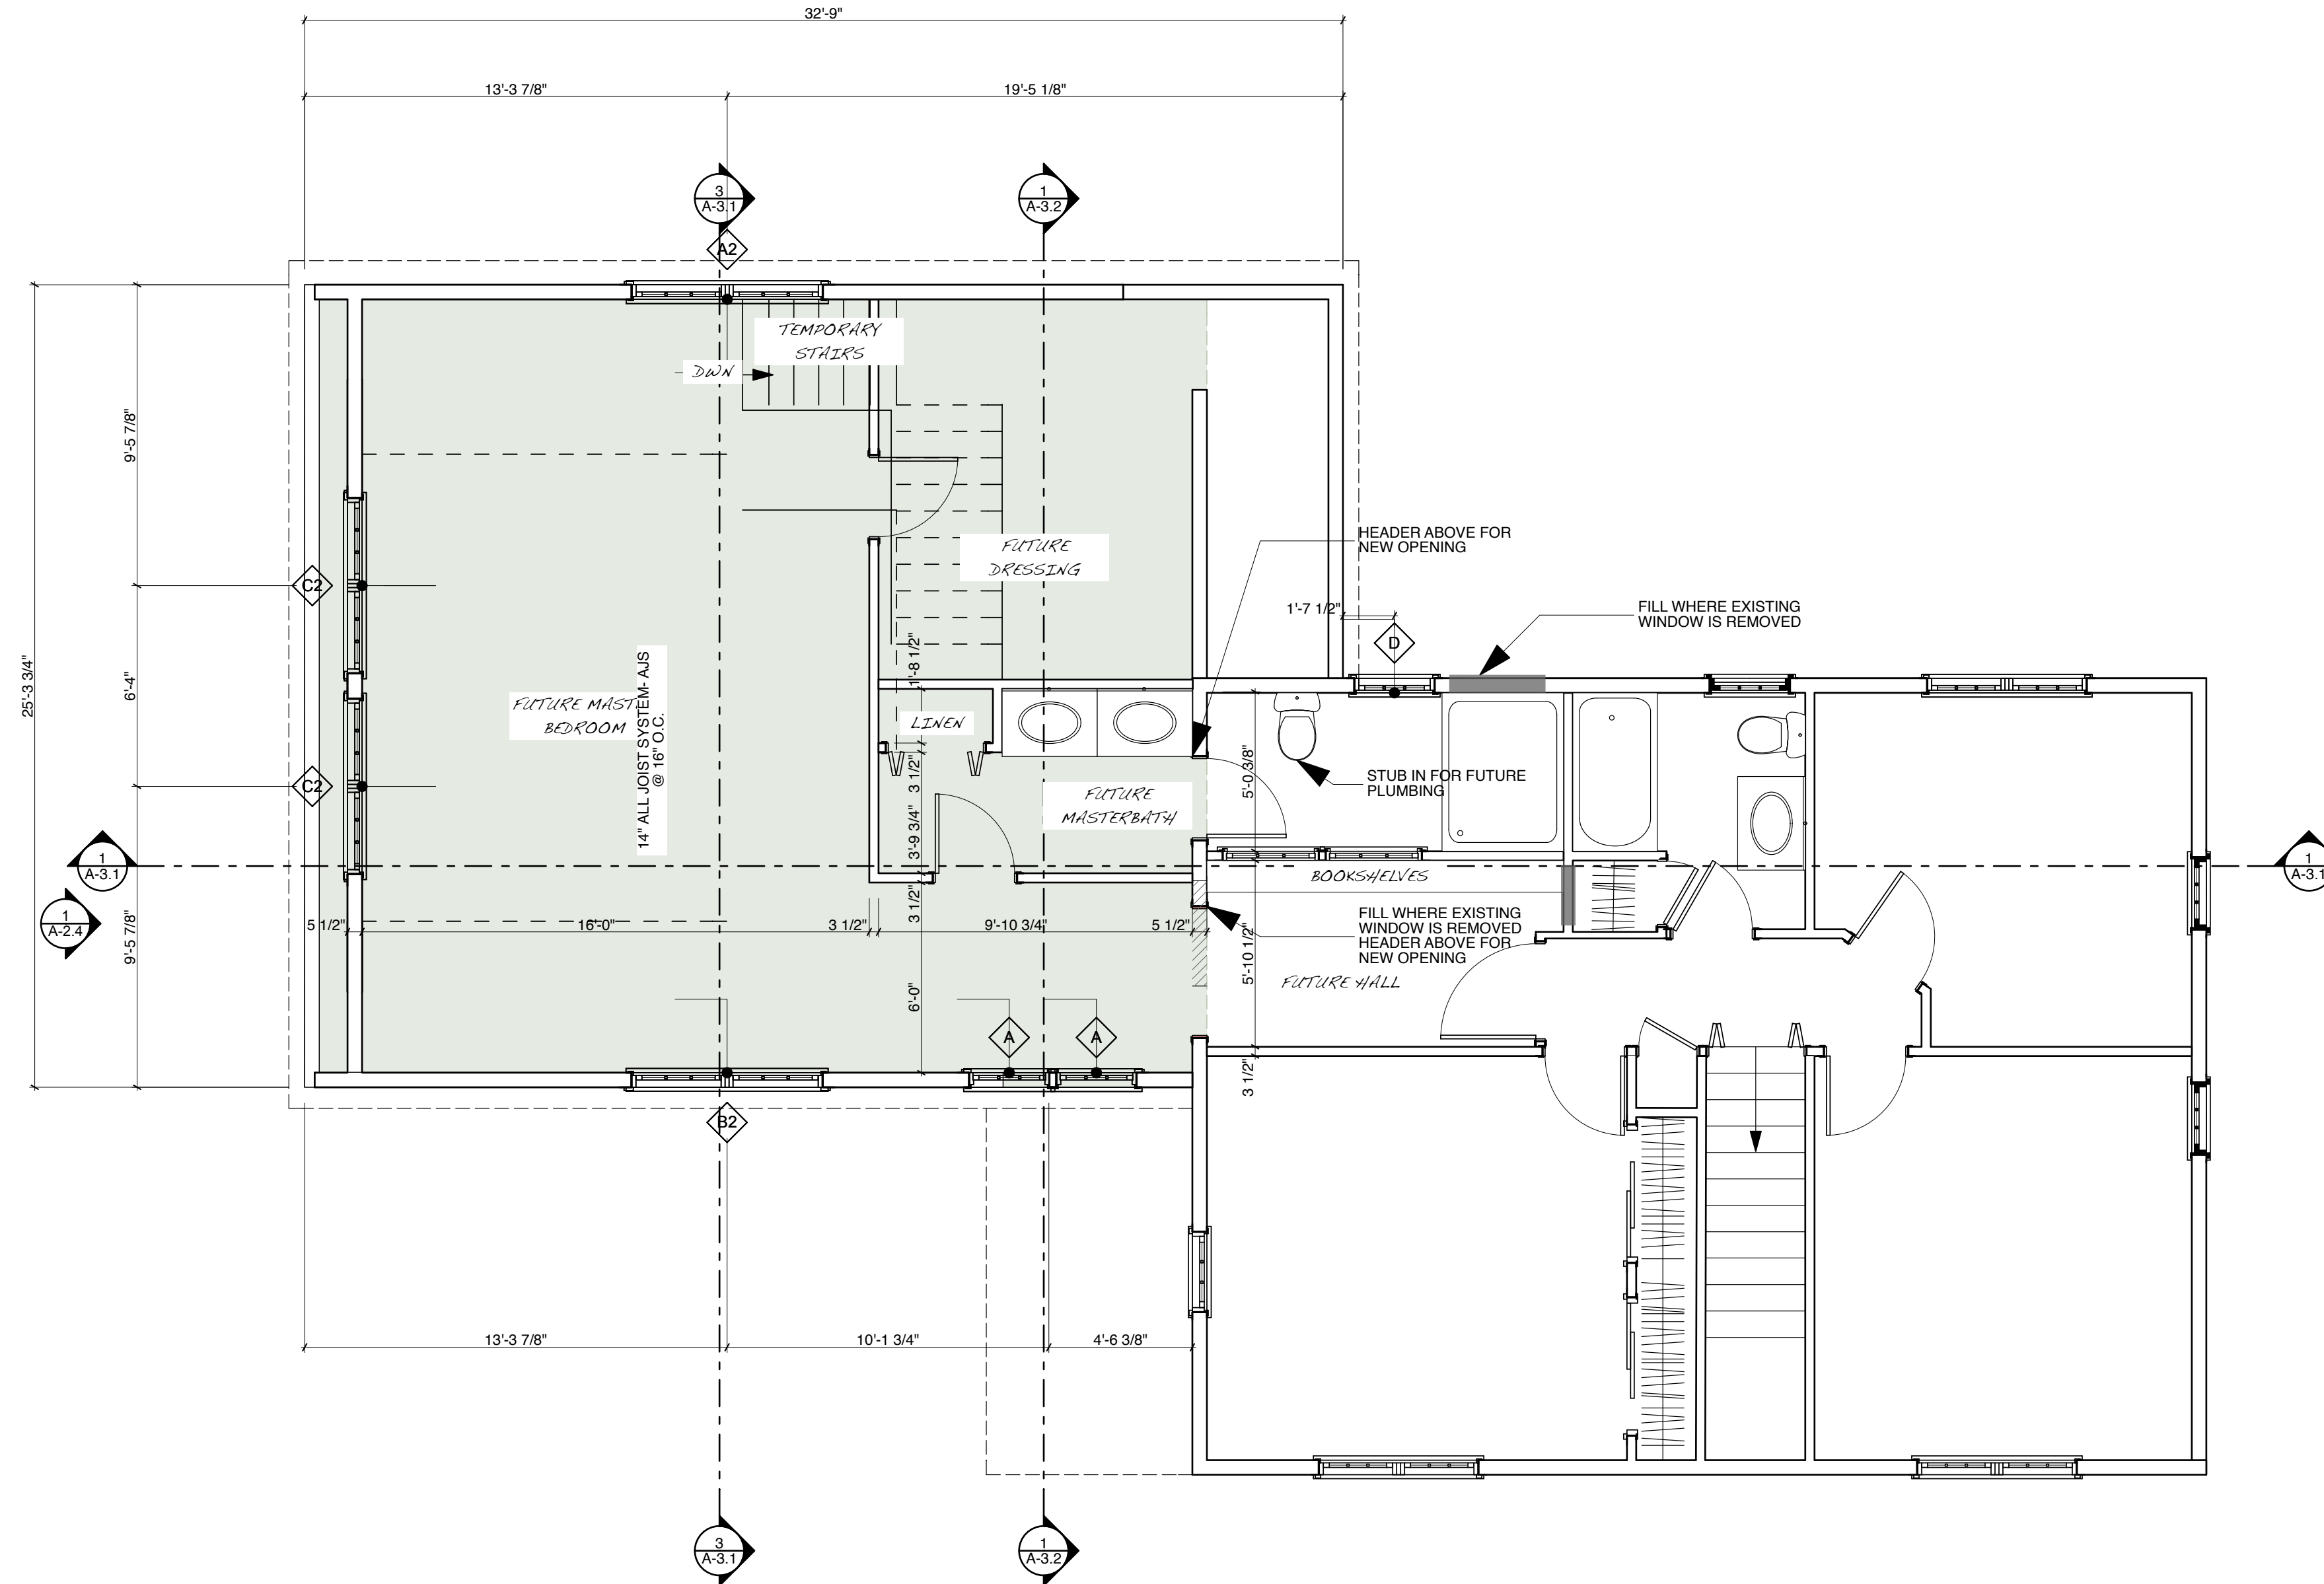 32'-9"
13'-3 7/8"
19'-5 1/8"
3
A-3.1
1
A-3.2
A2
TEMPORARY
STAIRS
DWN
9'-5 7/8"
HEADER ABOVE FOR
NEW OPENING
FUTURE
DRESSING
C2
1'-7 1/2"
FILL WHERE EXISTING
WINDOW IS REMOVED
D
25'-3 3/4"
6'-4"
1'-8 1/2"
FUTURE MAST
BEDROOM
14" ALL JOIST SYSTEM- AJS
@ 16" O.C.
LINEN
C2
3 1/2"
5'-0 3/8"
STUB IN FOR FUTURE
PLUMBING
FUTURE
MASTERBATH
3'-9 3/4"
1
A-3.1
1
A-3.1
BOOKSHELVES
1
A-2.4
3 1/2"
9'-5 7/8"
5 1/2"
16'-0"
3 1/2"
9'-10 3/4"
5 1/2"
5'-10 1/2"
FILL WHERE EXISTING
WINDOW IS REMOVED
HEADER ABOVE FOR
NEW OPENING
FUTURE HALL
6'-0"
A
A
3 1/2"
B2
13'-3 7/8"
10'-1 3/4"
4'-6 3/8"
3
A-3.1
1
A-3.2